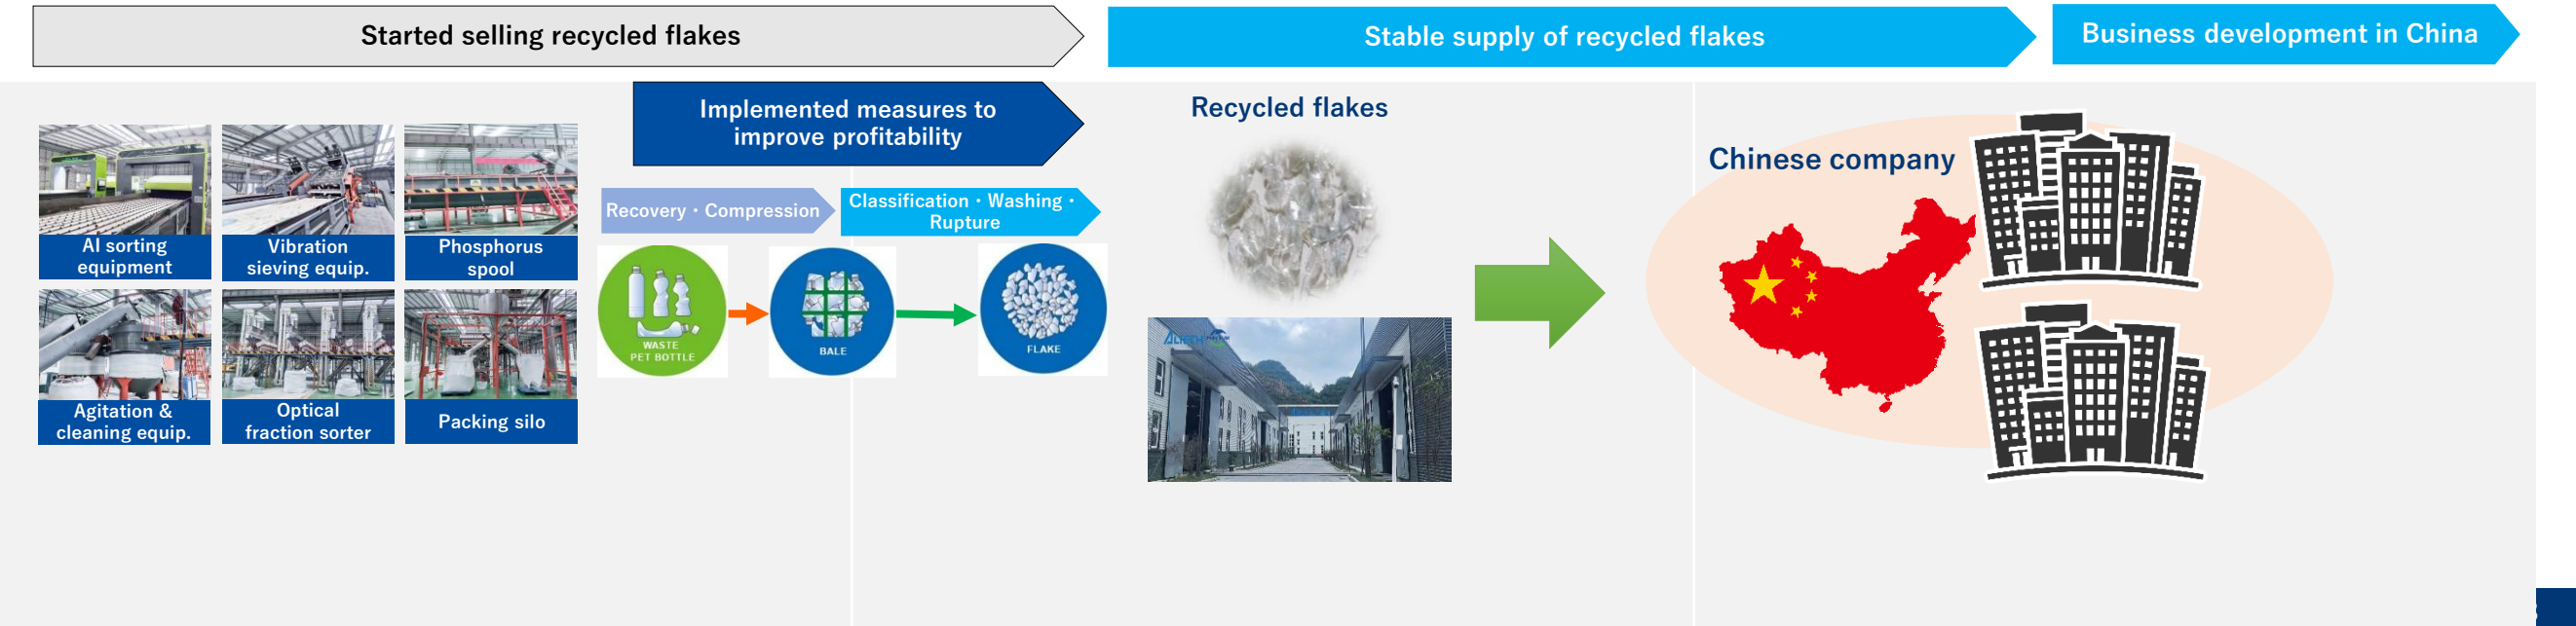 Started selling recycled flakes
Stable supply of recycled flakes
Business development in China
Implemented measures to
improve profitability
Recycled flakes
Chinese company
Recovery・Compression
Classification・Washing・
Rupture
AI sorting
equipment
Vibration
sieving equip.
Phosphorus
spool
WASTE
PET BOTTLE
BALE
FLAKE
Agitation &
cleaning equip.
Optical
fraction sorter
Packing silo